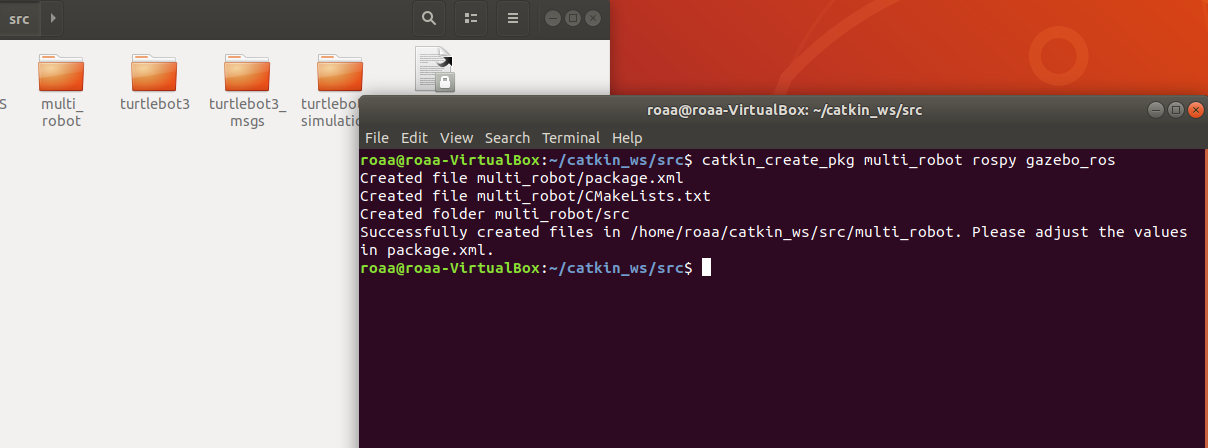 src
S
multi_
robot
turtlebot3
turtlebot3_
msgs
turtlebot
simulation
roaa@roaa-VirtualBox: ~/catkin_ws/src
File Edit View Search Terminal Help
roaa@roaa-VirtualBox:~/catkin_ws/src$ catkin_create_pkg multi_robot rospy gazebo_ros
Created file multi_robot/package.xml
Created file multi_robot/CMakeLists.txt
Created folder multi_robot/src
Successfully created files in /home/roaa/catkin_ws/src/multi_robot. Please adjust the values
in package.xml.
roaa@roaa-VirtualBox:~/catkin_ws/src$